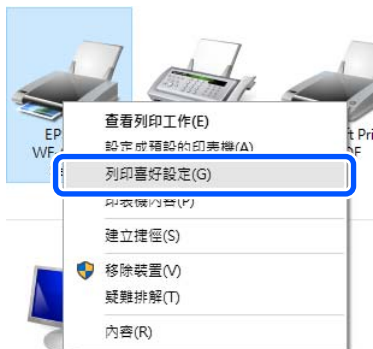 EP
WF-
t Pri
DF
查看列印工作(E)
設定成預設的印表機(A)
列印喜好設定(G)
印表機內容(P)
建立捷徑(S)
移除裝置(V)
疑難排解(T)
內容(R)